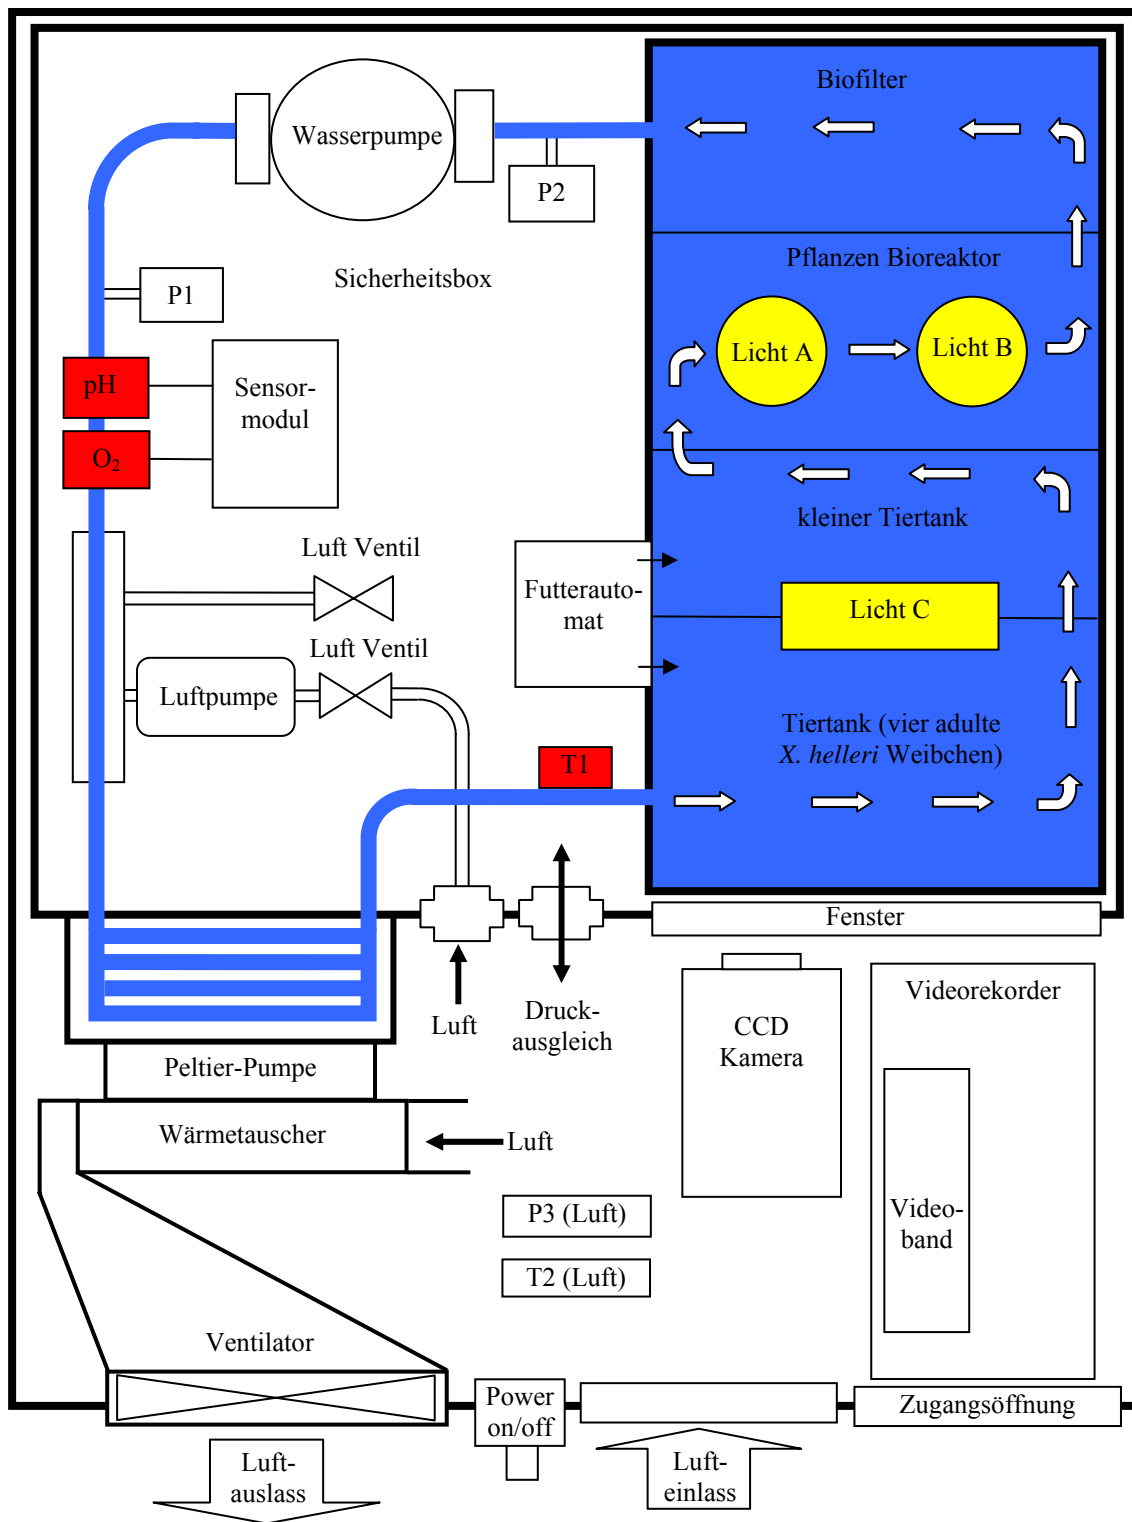 Biofilter
Wasserpumpe
P2
Pflanzen Bioreaktor
Sicherheitsbox
P1
Licht A
Licht B
pH
Sensor-
modul
O₂
kleiner Tiertank
Luft Ventil
Futterauto-
mat
Licht C
Luft Ventil
Luftpumpe
Tiertank (vier adulte
X. helleri Weibchen)
T1
Fenster
Luft
Druck-
ausgleich
CCD
Kamera
Videorekorder
Peltier-Pumpe
Wärmetauscher
Luft
P3 (Luft)
Video-
band
T2 (Luft)
Ventilator
Power
on/off
Zugangsöffnung
Luft-
auslass
Luft-
einlass